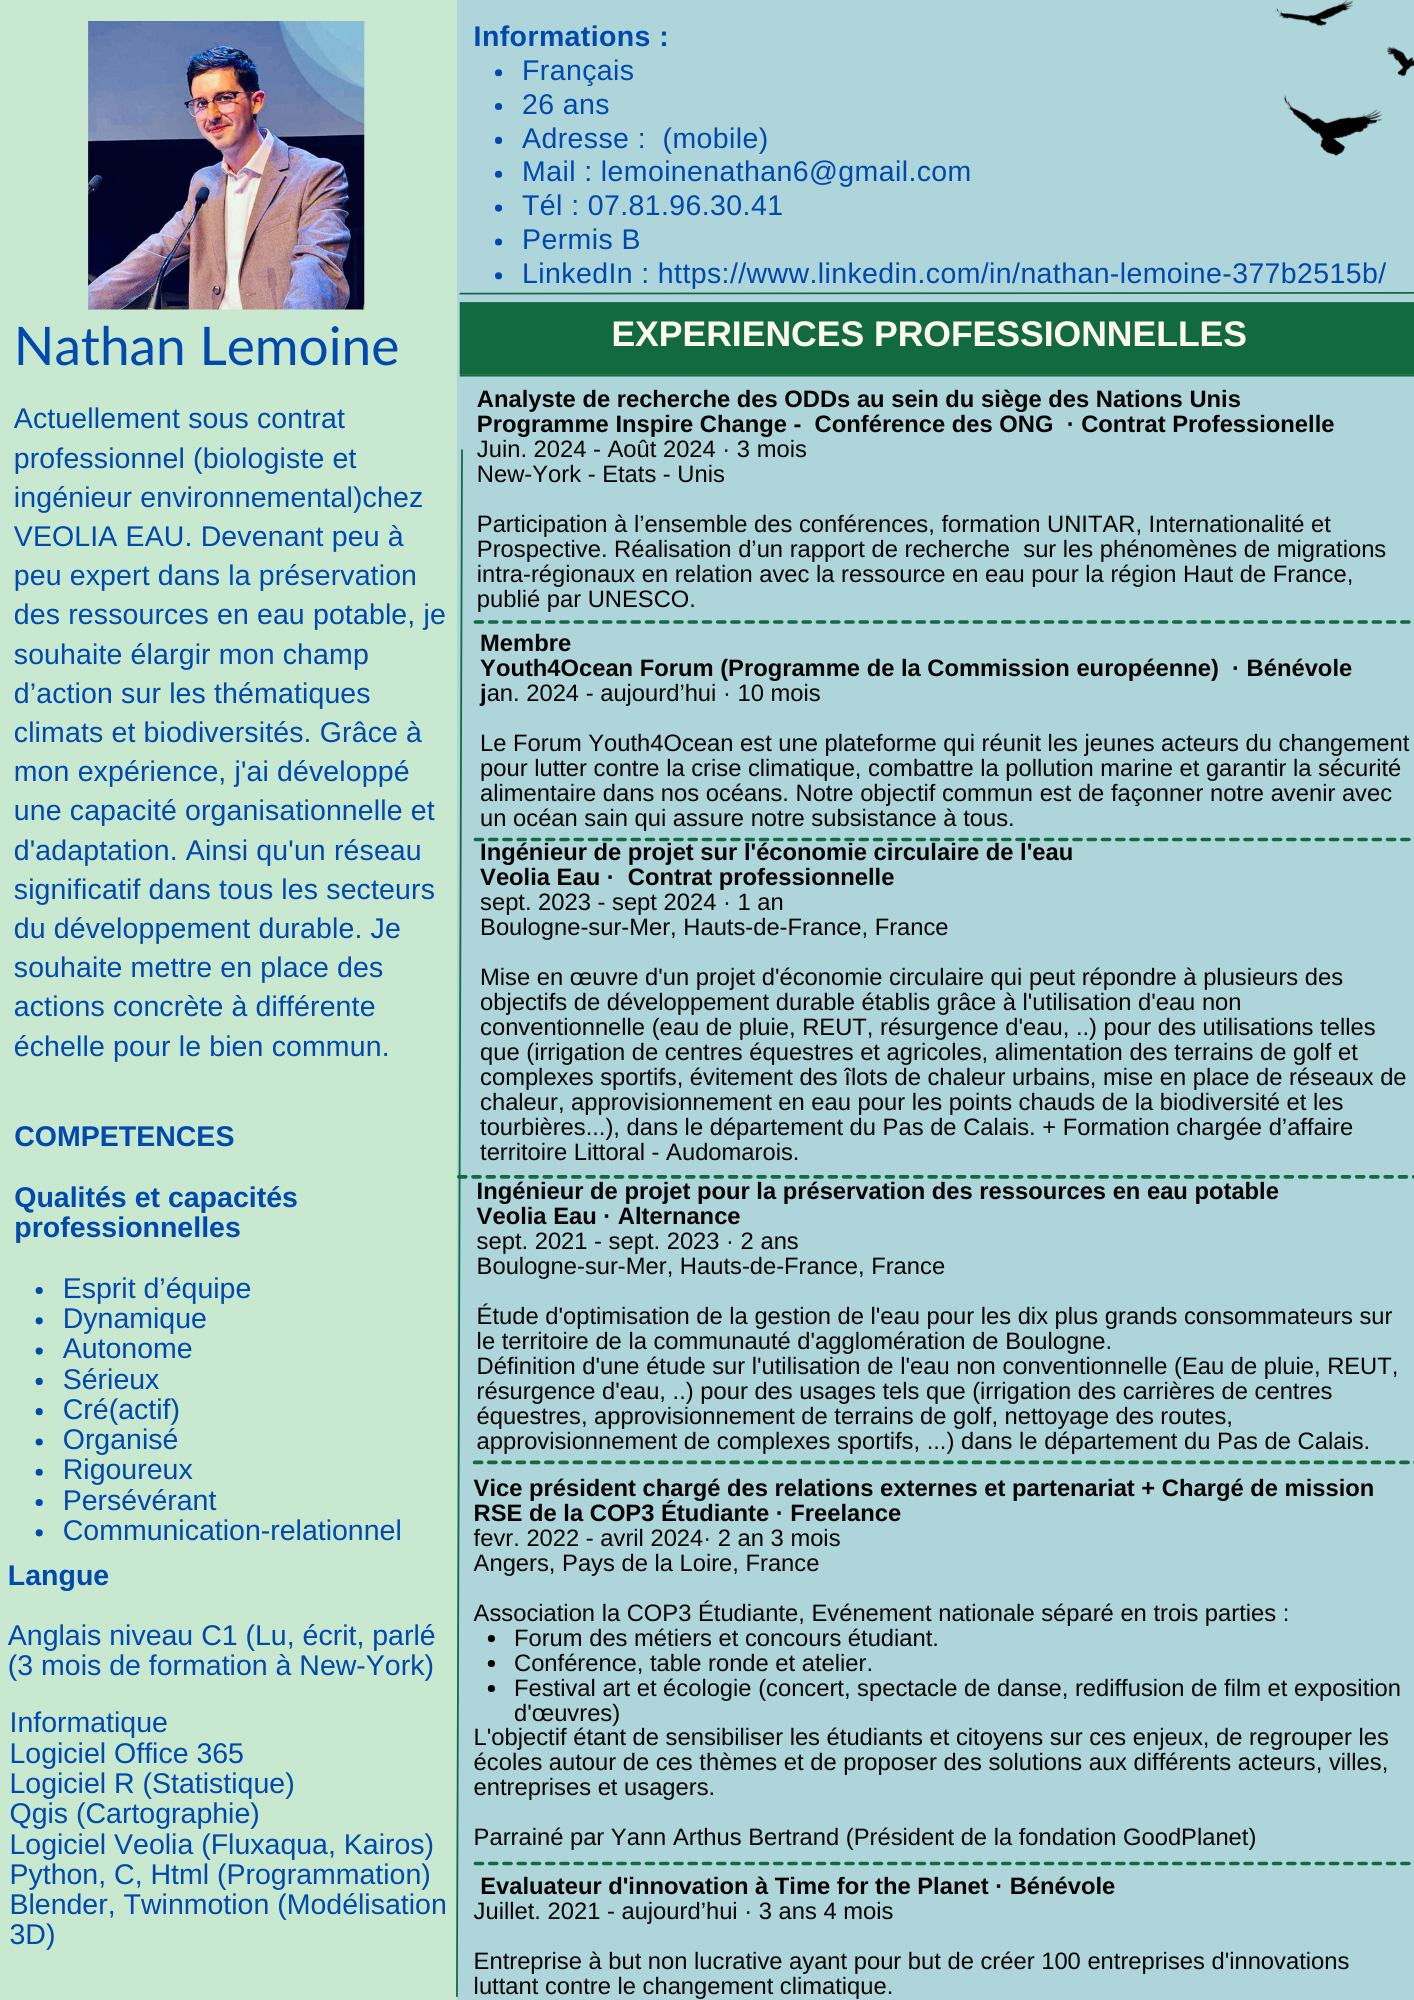 Nathan Lemoine
Actuellement sous contrat
professionnel (biologiste et
ingénieur environnemental)chez
VEOLIA EAU. Devenant peu à
peu expert dans la préservation
des ressources en eau potable, je
souhaite élargir mon champ
d’action sur les thématiques
climats et biodiversités. Grâce à
mon expérience, j'ai développé
une capacité organisationnelle et
d'adaptation. Ainsi qu'un réseau
significatif dans tous les secteurs
du développement durable. Je
souhaite mettre en place des
actions concrète à différente
échelle pour le bien commun.
COMPETENCES
Qualités et capacités
professionnelles
• Esprit d’équipe
• Dynamique
• Autonome
• Sérieux
• Cré(actif)
• Organisé
• Rigoureux
• Persévérant
• Communication-relationnel
Langue
Anglais niveau C1 (Lu, écrit, parlé
(3 mois de formation à New-York)
Informatique
Logiciel Office 365
Logiciel R (Statistique)
Qgis (Cartographie)
Logiciel Veolia (Fluxaqua, Kairos)
Python, C, Html (Programmation)
Blender, Twinmotion (Modélisation
3D)
Informations :
• Français
• 26 ans
• Adresse :  (mobile)
• Mail : lemoinenathan6@gmail.com
• Tél : 07.81.96.30.41
• Permis B
• LinkedIn : https://www.linkedin.com/in/nathan-lemoine-377b2515b/
EXPERIENCES PROFESSIONNELLES
Analyste de recherche des ODDs au sein du siège des Nations Unis
Programme Inspire Change -  Conférence des ONG  · Contrat Professionelle
Juin. 2024 - Août 2024 · 3 mois
New-York - Etats - Unis
Participation à l’ensemble des conférences, formation UNITAR, Internationalité et
Prospective. Réalisation d’un rapport de recherche  sur les phénomènes de migrations
intra-régionaux en relation avec la ressource en eau pour la région Haut de France,
publié par UNESCO.
Membre
Youth4Ocean Forum (Programme de la Commission européenne)  · Bénévole
jan. 2024 - aujourd’hui · 10 mois
Le Forum Youth4Ocean est une plateforme qui réunit les jeunes acteurs du changement
pour lutter contre la crise climatique, combattre la pollution marine et garantir la sécurité
alimentaire dans nos océans. Notre objectif commun est de façonner notre avenir avec
un océan sain qui assure notre subsistance à tous.
Ingénieur de projet sur l'économie circulaire de l'eau
Veolia Eau ·  Contrat professionnelle
sept. 2023 - sept 2024 · 1 an
Boulogne-sur-Mer, Hauts-de-France, France
Mise en œuvre d'un projet d'économie circulaire qui peut répondre à plusieurs des
objectifs de développement durable établis grâce à l'utilisation d'eau non
conventionnelle (eau de pluie, REUT, résurgence d'eau, ..) pour des utilisations telles
que (irrigation de centres équestres et agricoles, alimentation des terrains de golf et
complexes sportifs, évitement des îlots de chaleur urbains, mise en place de réseaux de
chaleur, approvisionnement en eau pour les points chauds de la biodiversité et les
tourbières...), dans le département du Pas de Calais. + Formation chargée d’affaire
territoire Littoral - Audomarois.
Ingénieur de projet pour la préservation des ressources en eau potable
Veolia Eau · Alternance
sept. 2021 - sept. 2023 · 2 ans
Boulogne-sur-Mer, Hauts-de-France, France
Étude d'optimisation de la gestion de l'eau pour les dix plus grands consommateurs sur
le territoire de la communauté d'agglomération de Boulogne.
Définition d'une étude sur l'utilisation de l'eau non conventionnelle (Eau de pluie, REUT,
résurgence d'eau, ..) pour des usages tels que (irrigation des carrières de centres
équestres, approvisionnement de terrains de golf, nettoyage des routes,
approvisionnement de complexes sportifs, ...) dans le département du Pas de Calais.
Vice président chargé des relations externes et partenariat + Chargé de mission
RSE de la COP3 Étudiante · Freelance
fevr. 2022 - avril 2024· 2 an 3 mois
Angers, Pays de la Loire, France
Association la COP3 Étudiante, Evénement nationale séparé en trois parties :
• Forum des métiers et concours étudiant.
• Conférence, table ronde et atelier.
• Festival art et écologie (concert, spectacle de danse, rediffusion de film et exposition
d'œuvres)
L'objectif étant de sensibiliser les étudiants et citoyens sur ces enjeux, de regrouper les
écoles autour de ces thèmes et de proposer des solutions aux différents acteurs, villes,
entreprises et usagers.
Parrainé par Yann Arthus Bertrand (Président de la fondation GoodPlanet)
Evaluateur d'innovation à Time for the Planet · Bénévole
Juillet. 2021 - aujourd’hui · 3 ans 4 mois
Entreprise à but non lucrative ayant pour but de créer 100 entreprises d'innovations
luttant contre le changement climatique.